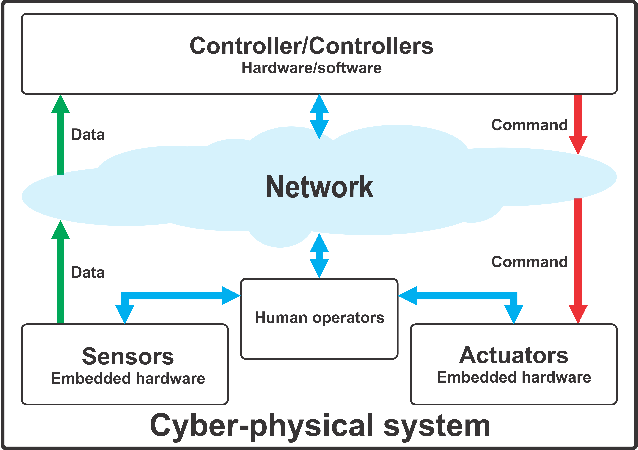 Controller/Controllers
Hardware/software
Data
Command
Network
Data
Command
Human operators
Sensors
Embedded hardware
Actuators
Embedded hardware
Cyber-physical system